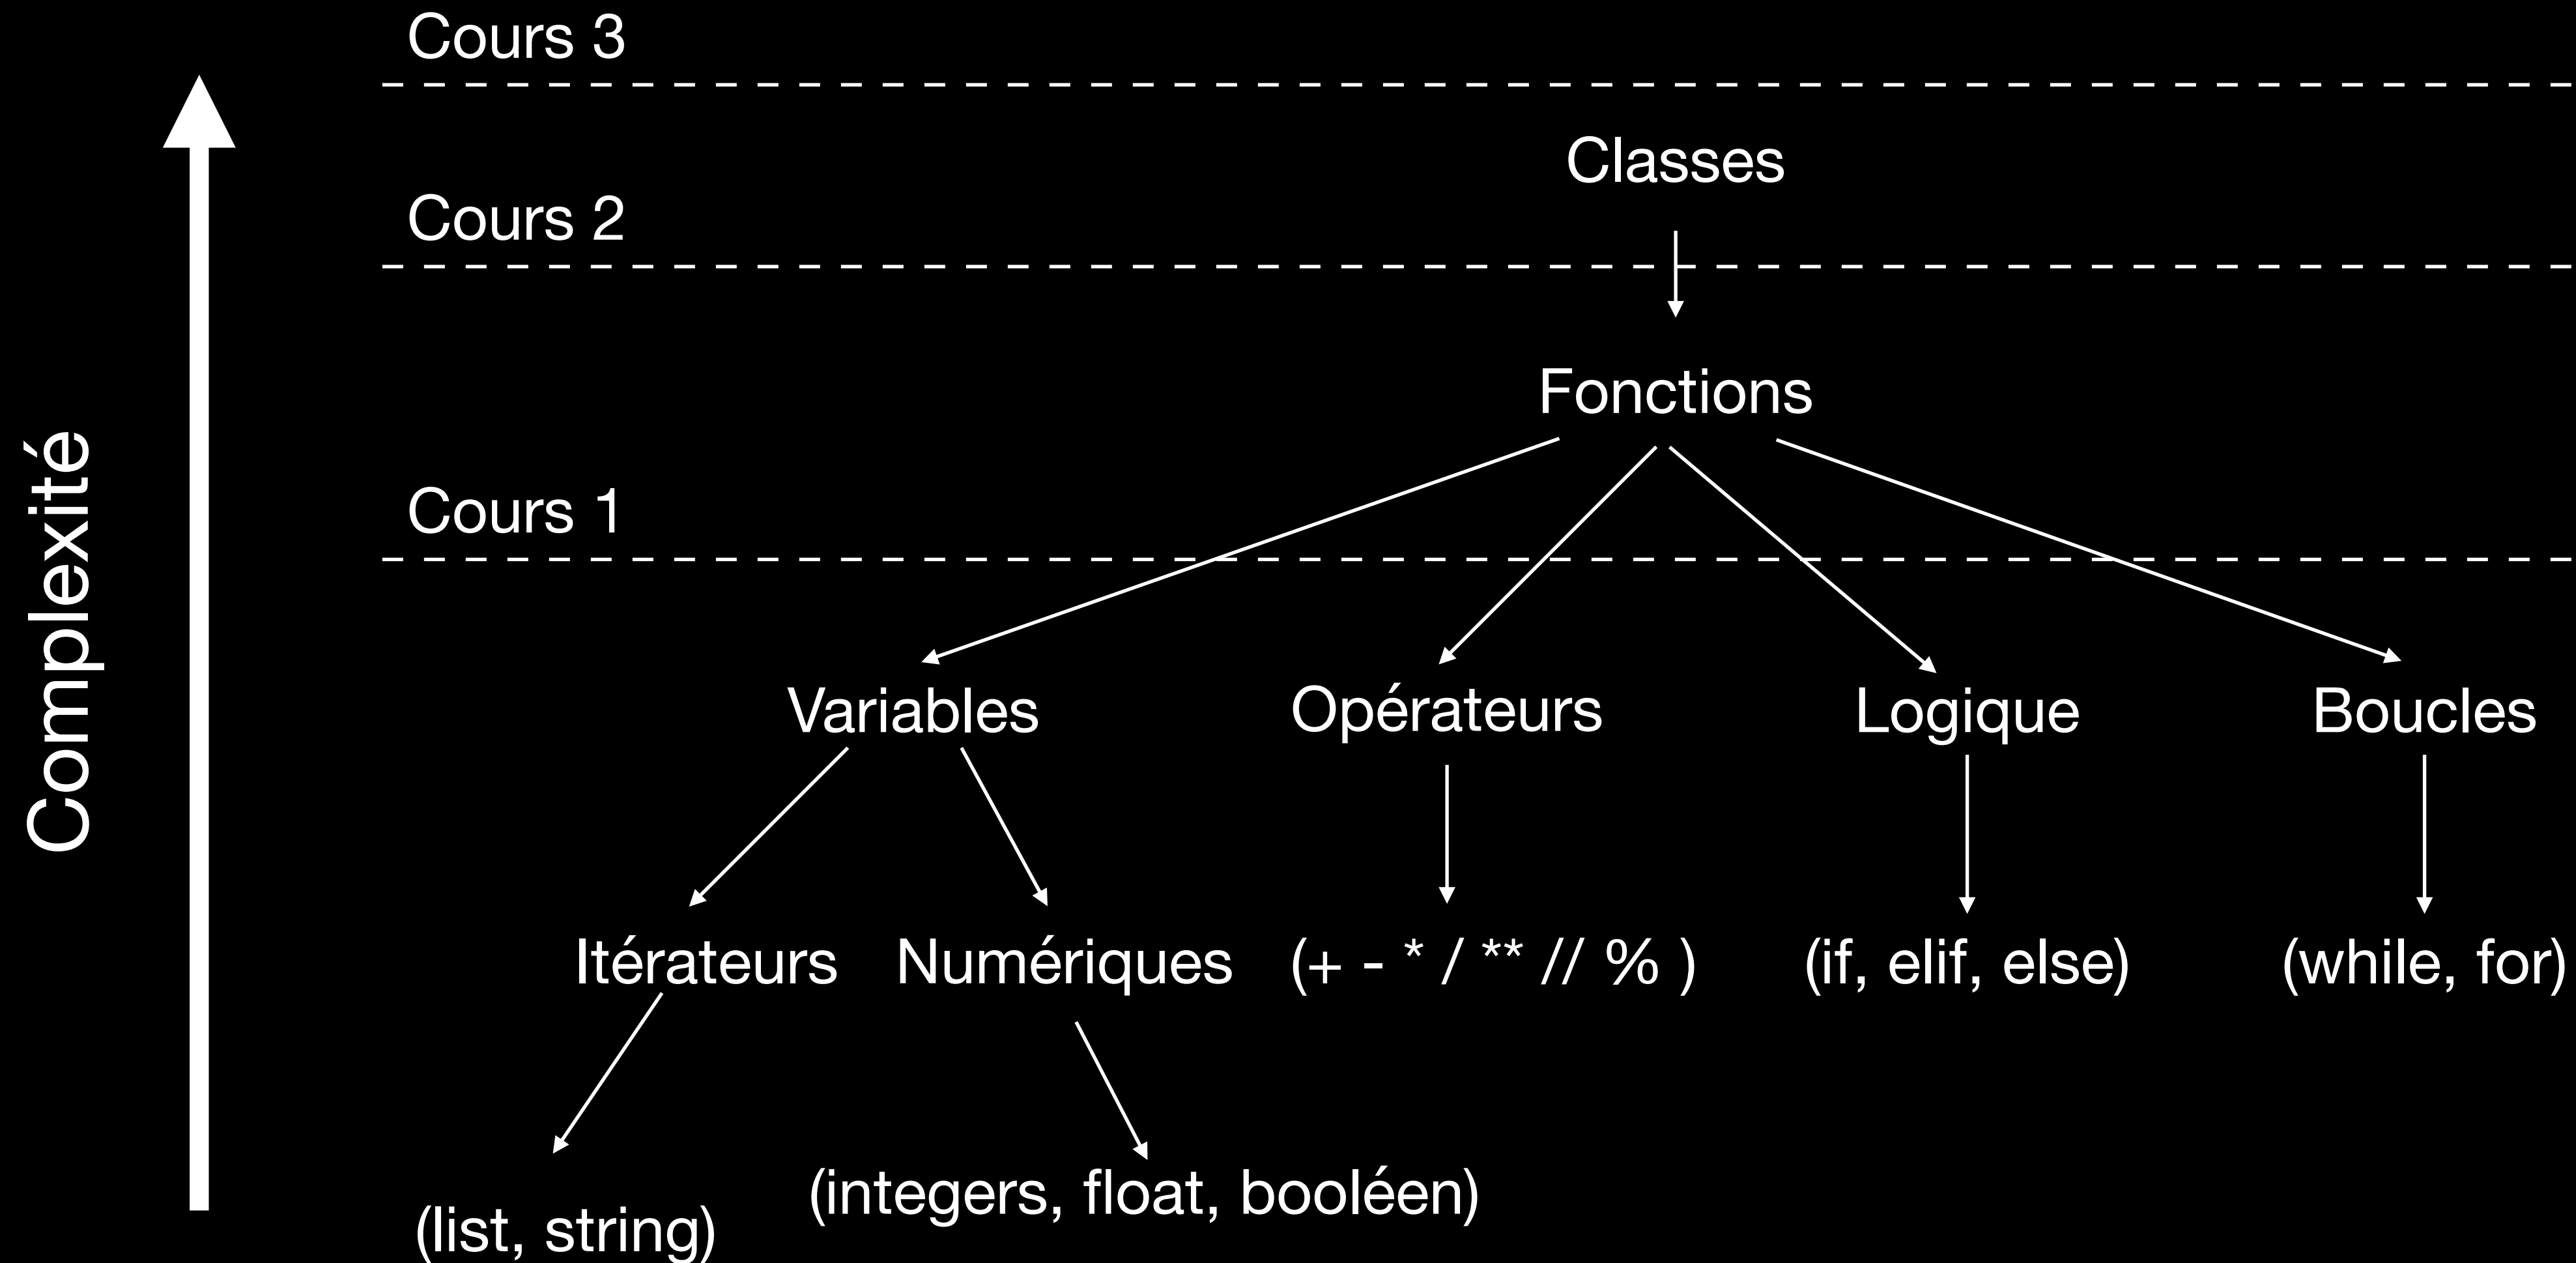 Cours 3
Classes
Cours 2
Fonctions
Cours 1
Complexité
Variables
Opérateurs
Logique
Boucles
Itérateurs
Numériques
(+ - * / ** // % )
(if, elif, else)
(while, for)
(integers, float, booléen)
(list, string)